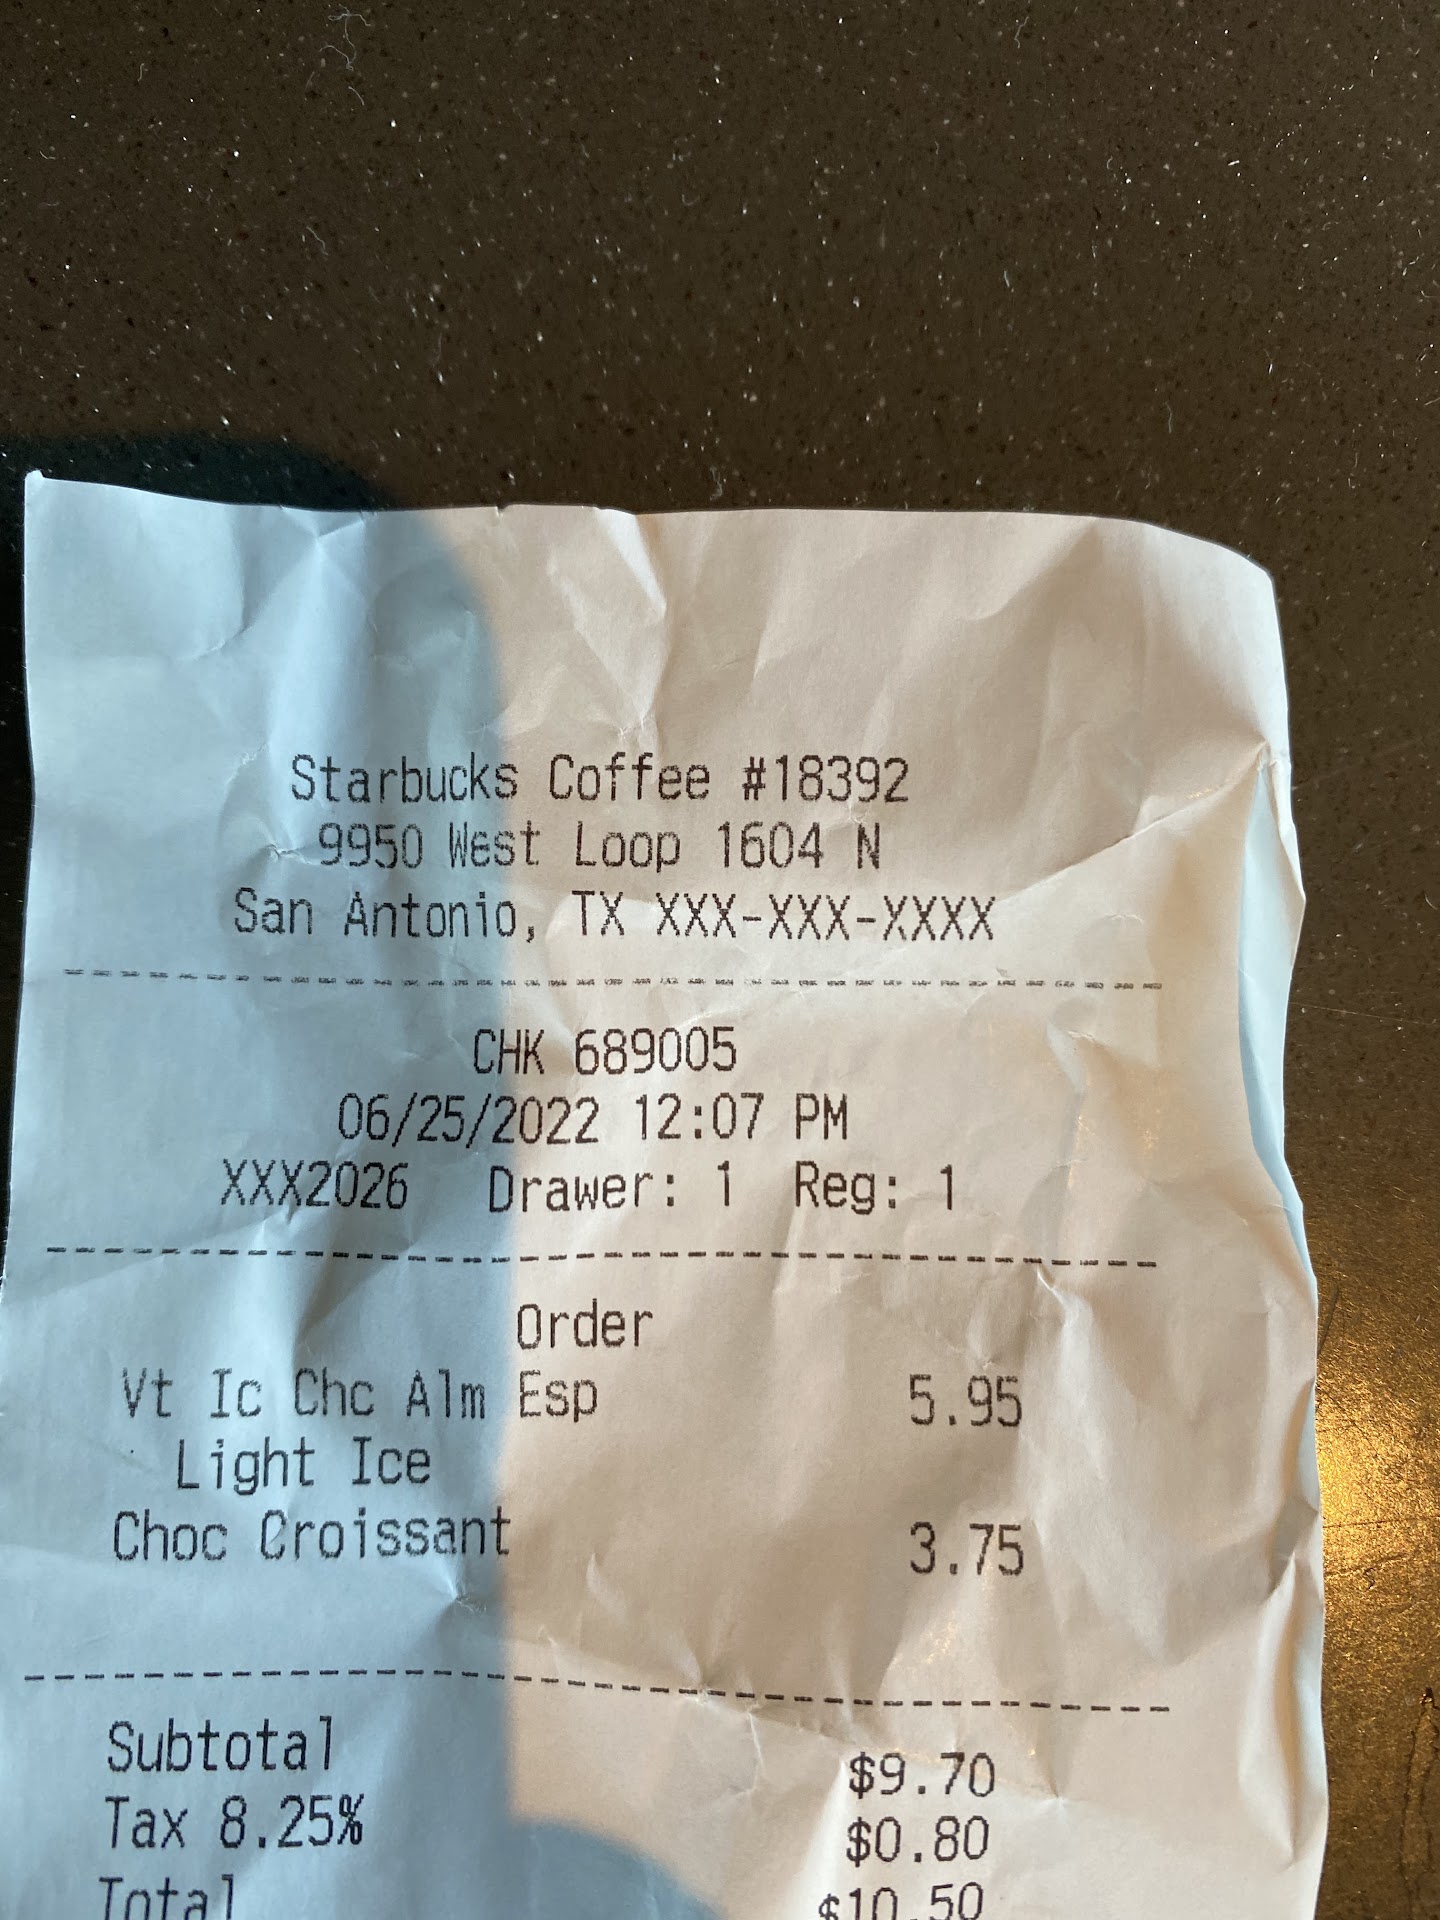 Starbucks Coffee #18392
9950 West Loop 1604 N
San Antonio, TX XXX-XXX-XXXX
CHK 689005
06/25/2022 12:07 PM
XXX2026 Drawer: 1 Reg: 1
Order
Vt Ic Chc Alm Esp 5.95
Light Ice
Choc Croissant 3.75
Subtotal $9.70
Tax 8.25% $0.80
Total $10.50